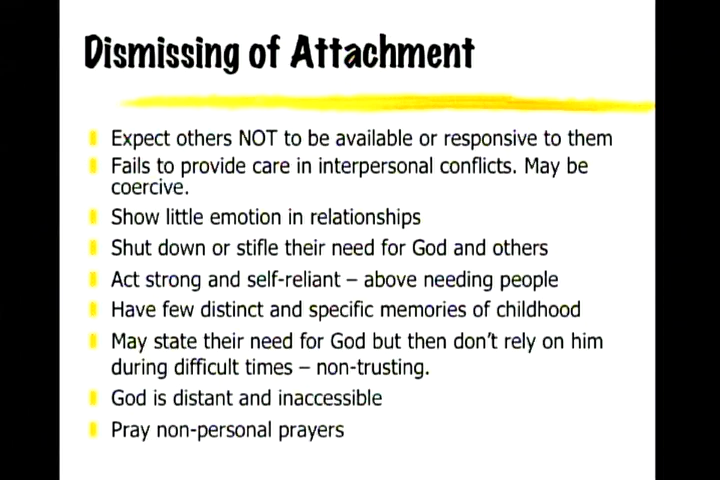 Dismissing of Attachment
Expect others NOT to be available or responsive to them
Fails to provide care in interpersonal conflicts. May be
coercive.
Show little emotion in relationships
Shut down or stifle their need for God and others
Act strong and self-reliant – above needing people
Have few distinct and specific memories of childhood
May state their need for God but then don't rely on him
during difficult times – non-trusting.
God is distant and inaccessible
Pray non-personal prayers